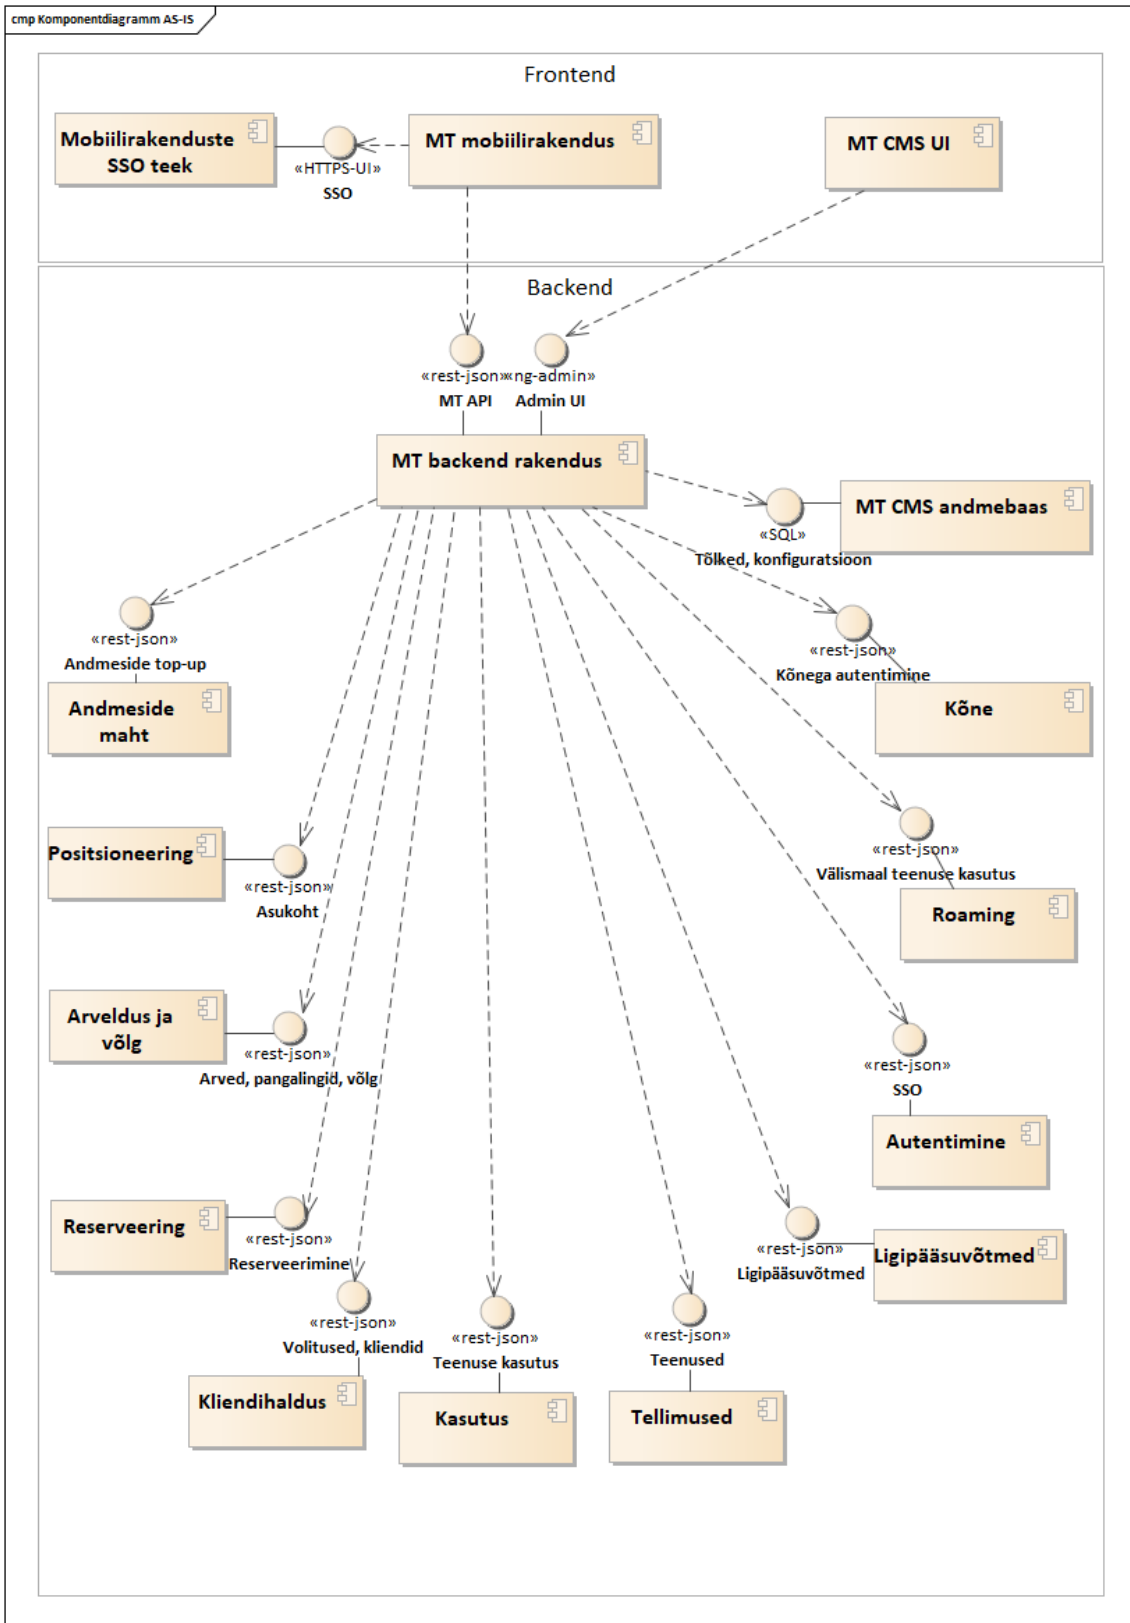 cmp Komponentdiagramm AS-IS
Frontend
Mobiilirakenduste
SSO teek
«HTTPS-UI»
SSO
MT mobiilirakendus
MT CMS UI
Backend
«rest-json»
MT API
«ng-admin»
Admin UI
MT backend rakendus
«SQL»
Tõlked, konfiguratsioon
MT CMS andmebaas
«rest-json»
Andmeside top-up
Andmeside
maht
«rest-json»
Kõnega autentimine
Kõne
Positsioneering
«rest-json»
Asukoht
«rest-json»
Välismaal teenuse kasutus
Roaming
Arveldus ja
võlg
«rest-json»
Arved, pangalingid, võlg
«rest-json»
SSO
Autentimine
Reserveering
«rest-json»
Reserveerimine
«rest-json»
Ligipääsuvõtmed
Ligipääsuvõtmed
«rest-json»
Volitused, kliendid
Kliendihaldus
«rest-json»
Teenuse kasutus
Kasutus
«rest-json»
Teenused
Tellimused